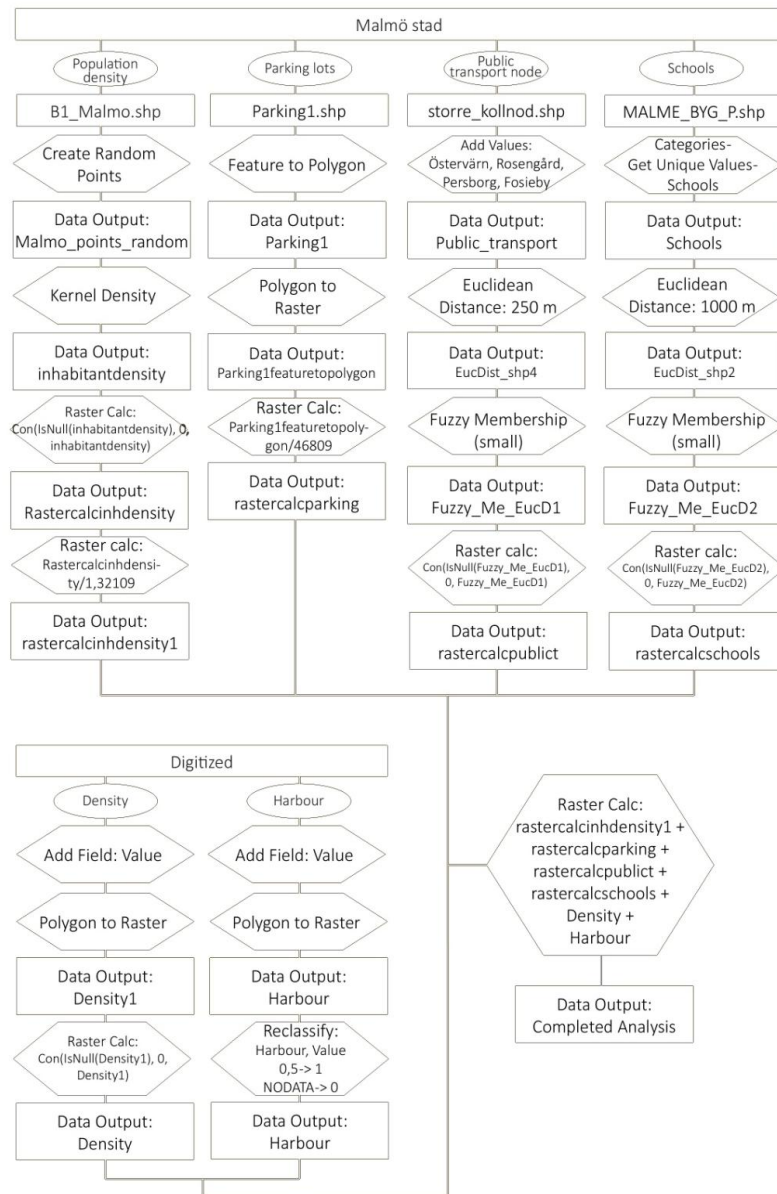 Malmö stad
Population
density
B1_Malmo.shp
Create Random
Points
Data Output:
Malmo_points_random
Kernel Density
Data Output:
inhabitantdensity
Raster Calc:
Con(IsNull(inhabitantdensity), 0,
inhabitantdensity)
Data Output:
Rastercalcinhdensity
Raster calc:
Rastercalcinhdensi-
ty/1,32109
Data Output:
rastercalcinhdensity1
Parking lots
Parking1.shp
Feature to Polygon
Data Output:
Parking1
Polygon to
Raster
Data Output:
Parking1featuretopolygon
Raster Calc:
Parking1featuretopoly-
gon/46809
Data Output:
rastercalcparking
Public
transport node
storre_kollnod.shp
Add Values:
Östervärn, Rosengård,
Persborg, Fosieby
Data Output:
Public_transport
Euclidean
Distance: 250 m
Data Output:
EucDist_shp4
Fuzzy Membership
(small)
Data Output:
Fuzzy_Me_EucD1
Raster calc:
Con(IsNull(Fuzzy_Me_EucD1),
0, Fuzzy_Me_EucD1)
Data Output:
rastercalcpublict
Schools
MALME_BYG_P.shp
Categories-
Get Unique Values-
Schools
Data Output:
Schools
Euclidean
Distance: 1000 m
Data Output:
EucDist_shp2
Fuzzy Membership
(small)
Data Output:
Fuzzy_Me_EucD2
Raster calc:
Con(IsNull(Fuzzy_Me_EucD2),
0, Fuzzy_Me_EucD2)
Data Output:
rastercalcschools
Digitized
Density
Add Field: Value
Polygon to Raster
Data Output:
Density1
Raster Calc:
Con(IsNull(Density1), 0,
Density1)
Data Output:
Density
Harbour
Add Field: Value
Polygon to Raster
Data Output:
Harbour
Reclassify:
Harbour, Value
0,5-> 1
NODATA-> 0
Data Output:
Harbour
Raster Calc:
rastercalcinhdensity1 +
rastercalcparking +
rastercalcpublict +
rastercalcschools +
Density +
Harbour
Data Output:
Completed Analysis